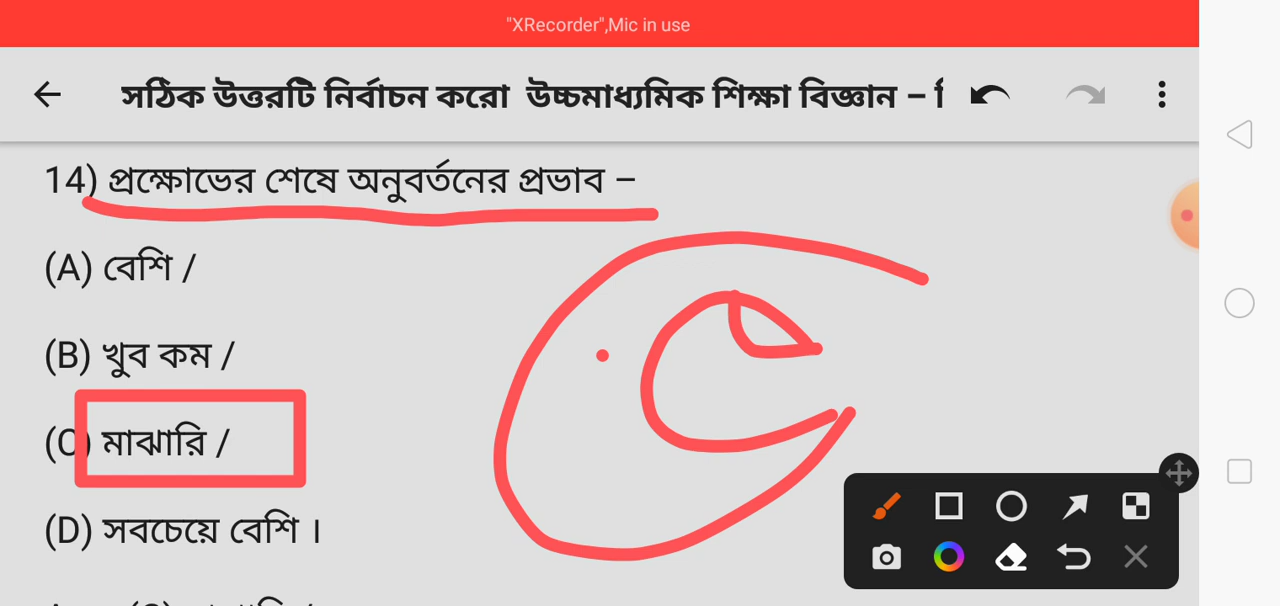 "XRecorder",Mic in use
সঠিক উত্তরটি নির্বাচন করো উচ্চমাধ্যমিক শিক্ষা বিজ্ঞান –
14) প্রক্ষোভের শেষে অনুবর্তনের প্রভাব –
(A) বেশি /
(B) খুব কম /
(C) মাঝারি /
(D) সবচেয়ে বেশি ।